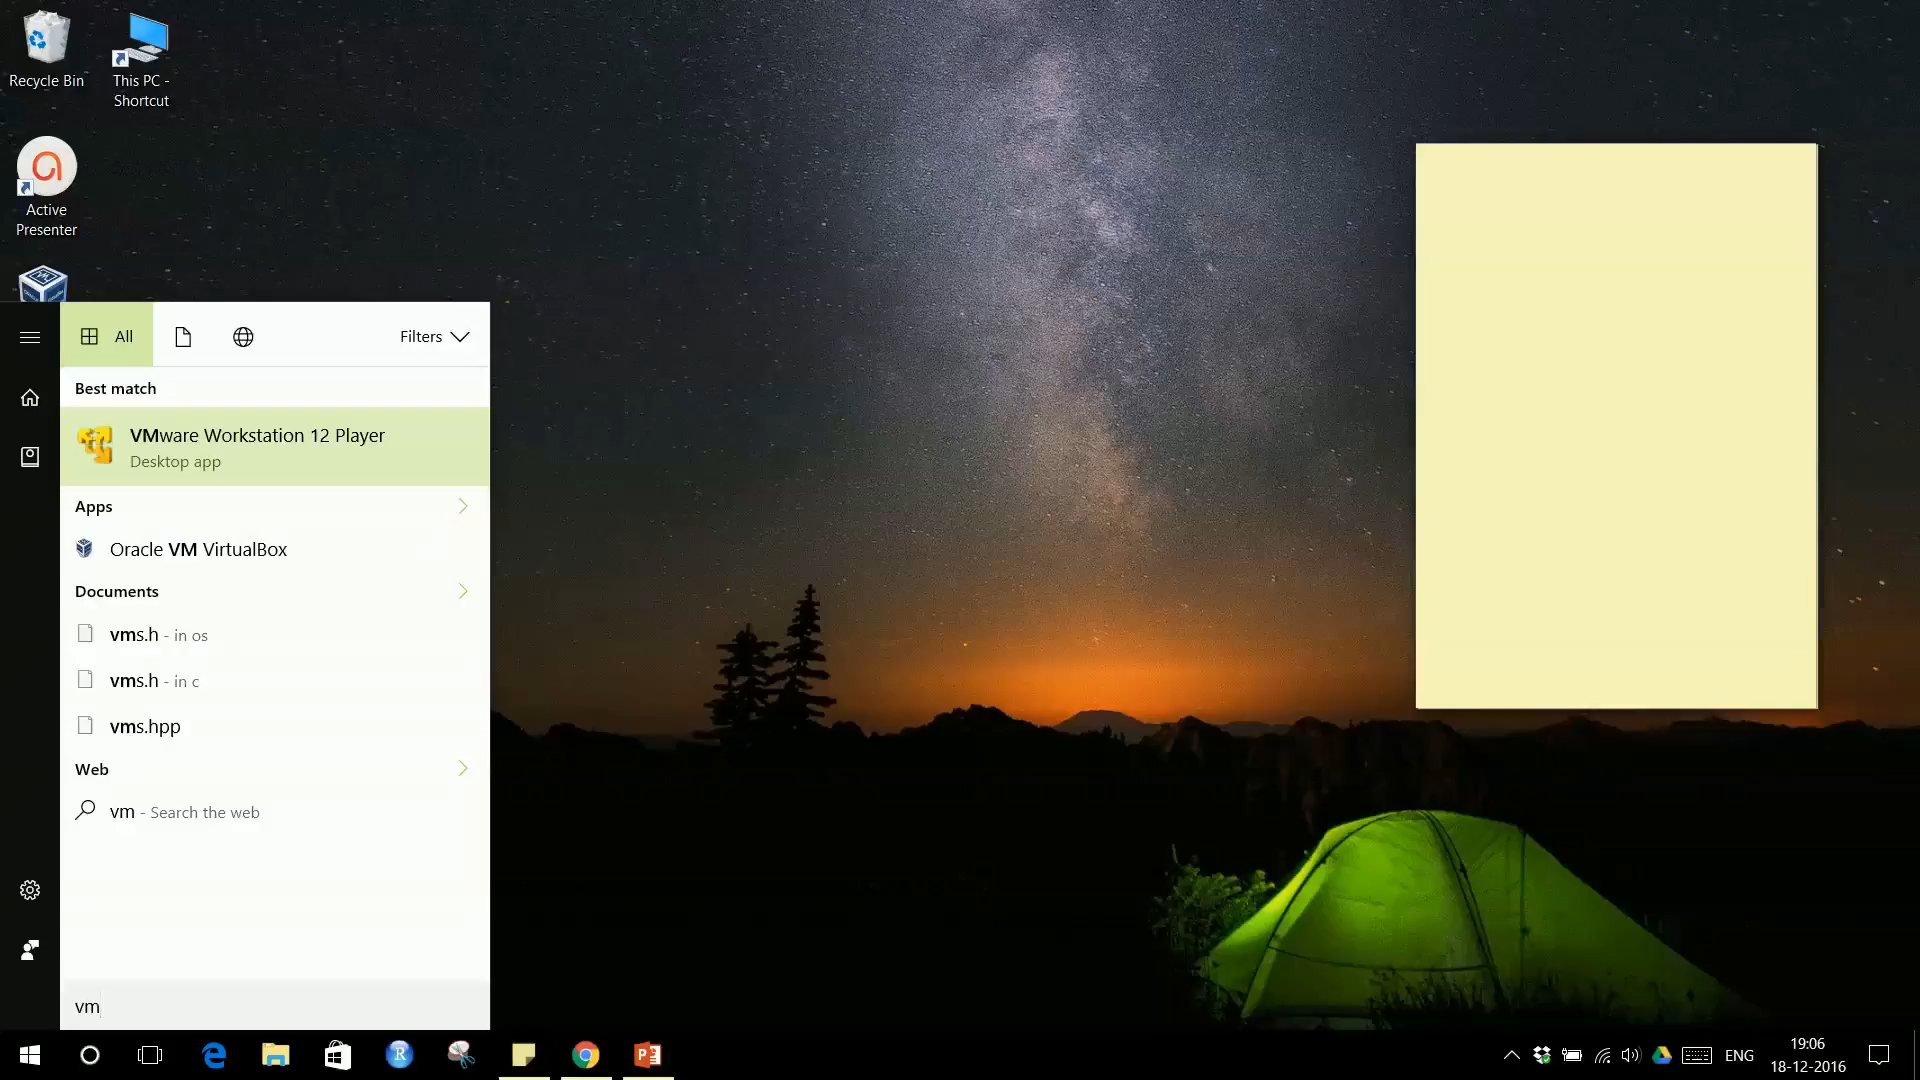 Recycle Bin
This PC -
Shortcut
Active
Presenter
All
Filters
Best match
VMware Workstation 12 Player
Desktop app
Apps
Oracle VM VirtualBox
Documents
vms.h - in os
vms.h - in c
vms.hpp
Web
vm - Search the web
vm
ENG
19:06
18-12-2016